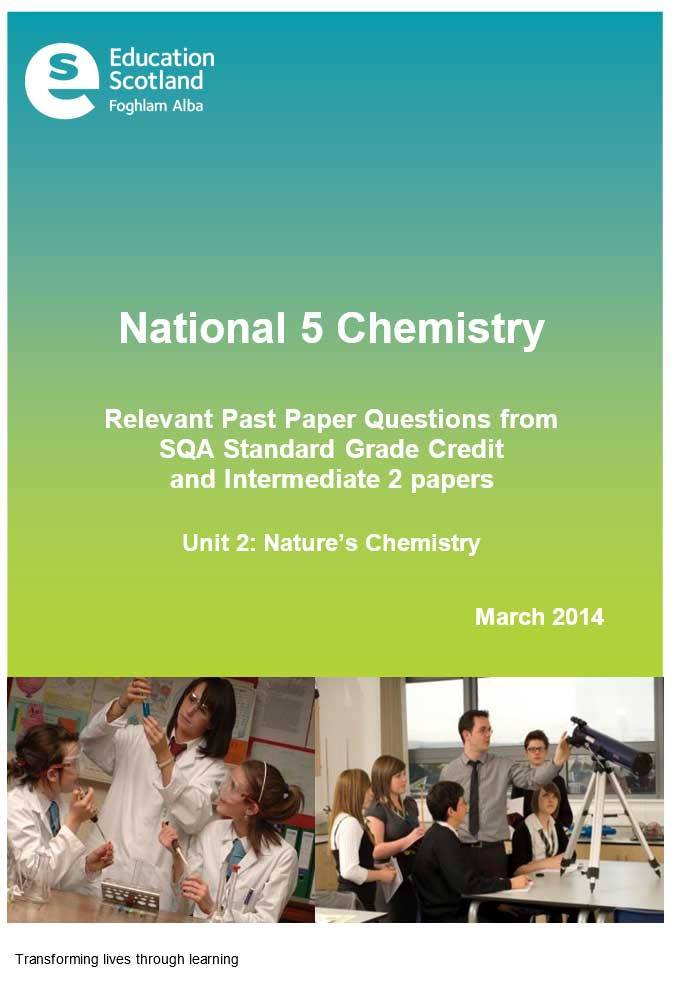 Education
Scotland
Foghlam Alba
National 5 Chemistry
Relevant Past Paper Questions from
SQA Standard Grade Credit
and Intermediate 2 papers
Unit 2: Nature’s Chemistry
March 2014
Transforming lives through learning